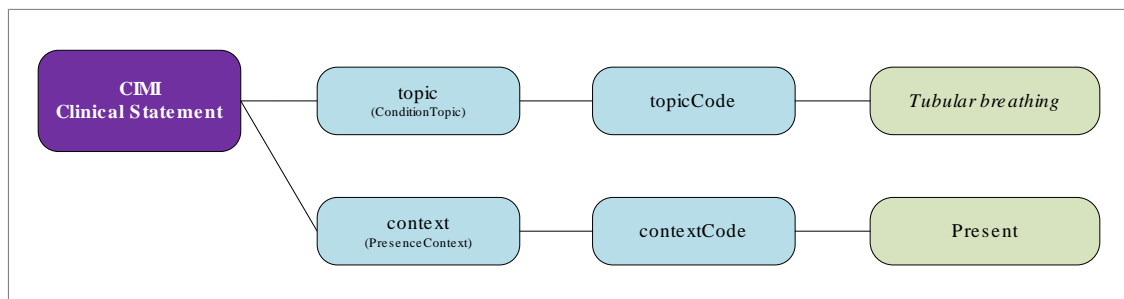 CIMI
Clinical Statement
topic
(ConditionTopic)
topicCode
Tubular breathing
context
(PresenceContext)
contextCode
Present